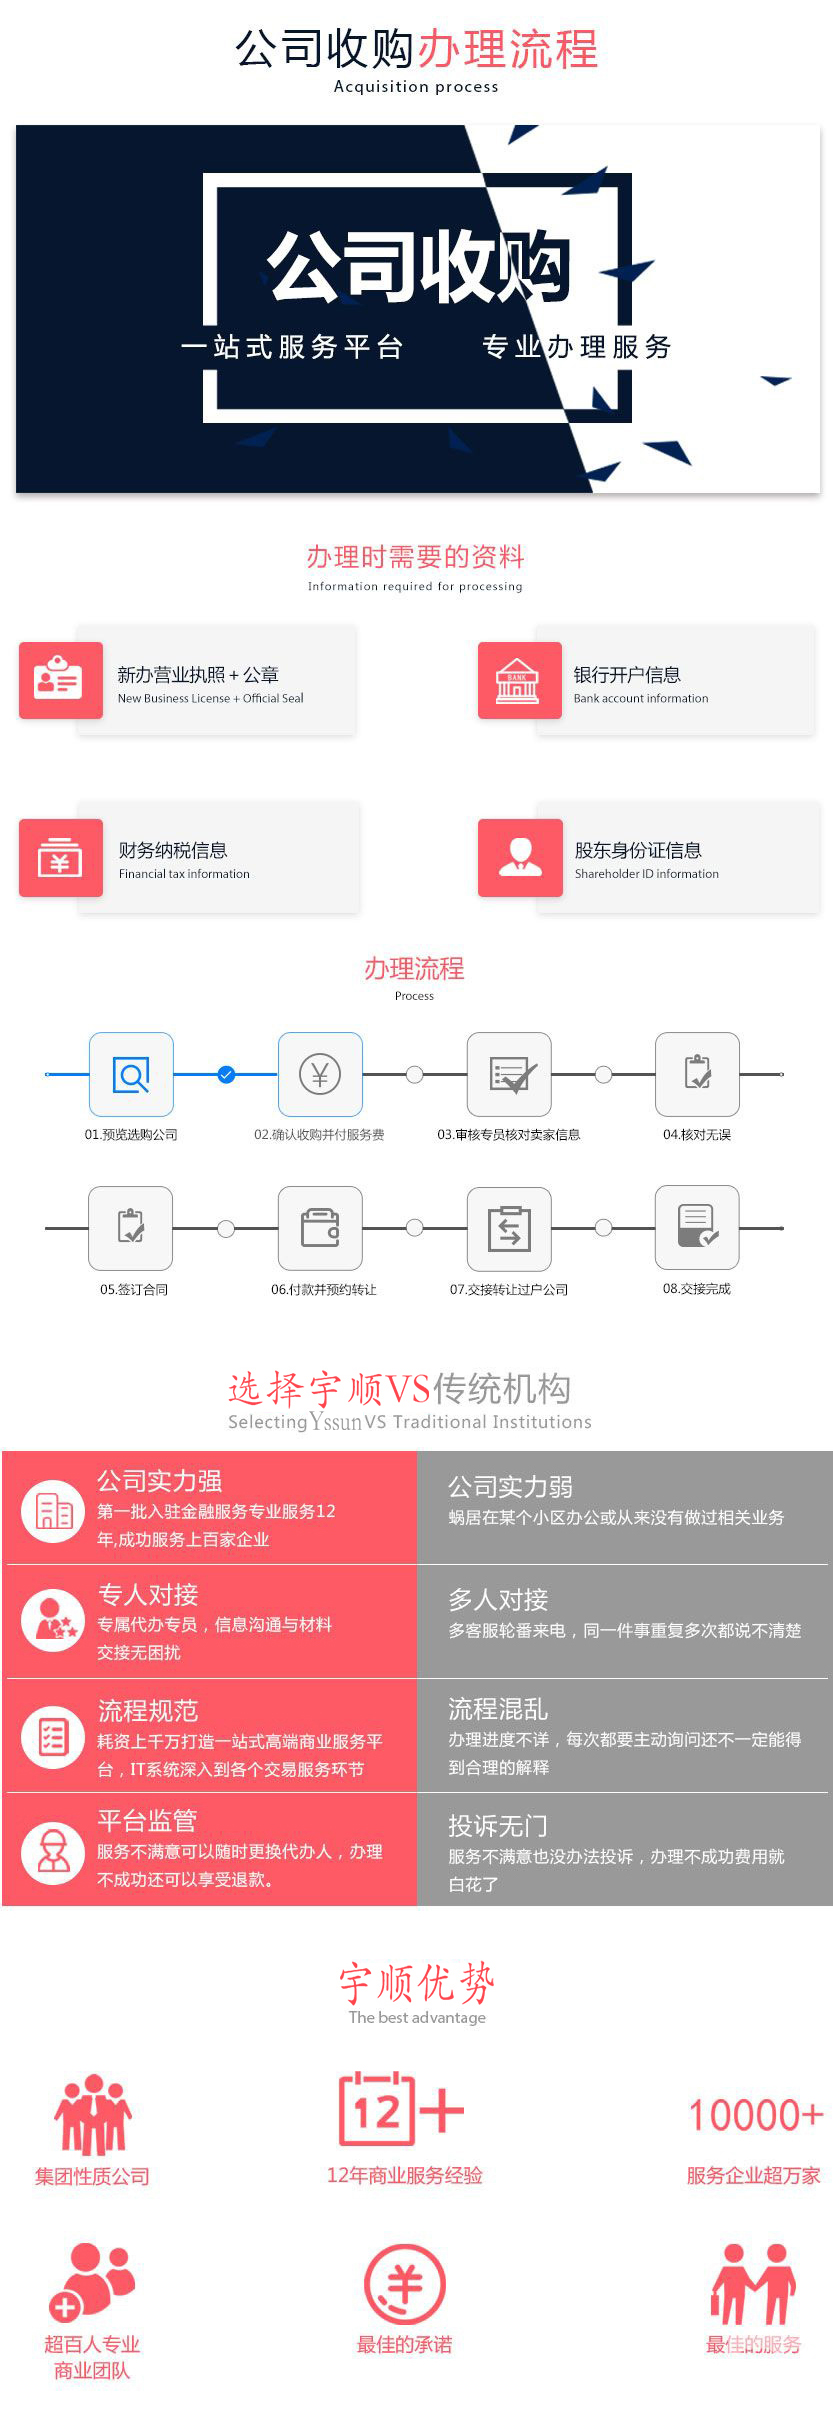 公司收购办理流程
Acquisition process
公司收购
一站式服务平台 专业办理服务
办理时需要的资料
Information required for processing
新办营业执照＋公章
New Business License + Official Seal
BANK
银行开户信息
Bank account information
财务纳税信息
Financial tax information
股东身份证信息
Shareholder ID information
办理流程
Process
01.预览选购公司
02.确认收购并付服务费
03.审核专员核对卖家信息
04.核对无误
05.签订合同
06.付款并预约转让
07.交接转让过户公司
08.交接完成
选择宇顺VS传统机构
Selecting Yssun VS Traditional Institutions
公司实力强
第一批入驻金融服务专业服务12
年,成功服务上百家企业
公司实力弱
蜗居在某个小区办公或从来没有做过相关业务
专人对接
专属代办专员，信息沟通与材料
交接无困扰
多人对接
多客服轮番来电，同一件事重复多次都说不清楚
流程规范
耗资上千万打造一站式高端商业服务平
台，IT系统深入到各个交易服务环节
流程混乱
办理进度不详，每次都要主动询问还不一定能得
到合理的解释
平台监管
服务不满意可以随时更换代办人，办理
不成功还可以享受退款。
投诉无门
服务不满意也没办法投诉，办理不成功费用就
白花了
宇顺优势
The best advantage
12+
10000+
集团性质公司
12年商业服务经验
服务企业超万家
超百人专业
商业团队
最佳的承诺
最佳的服务